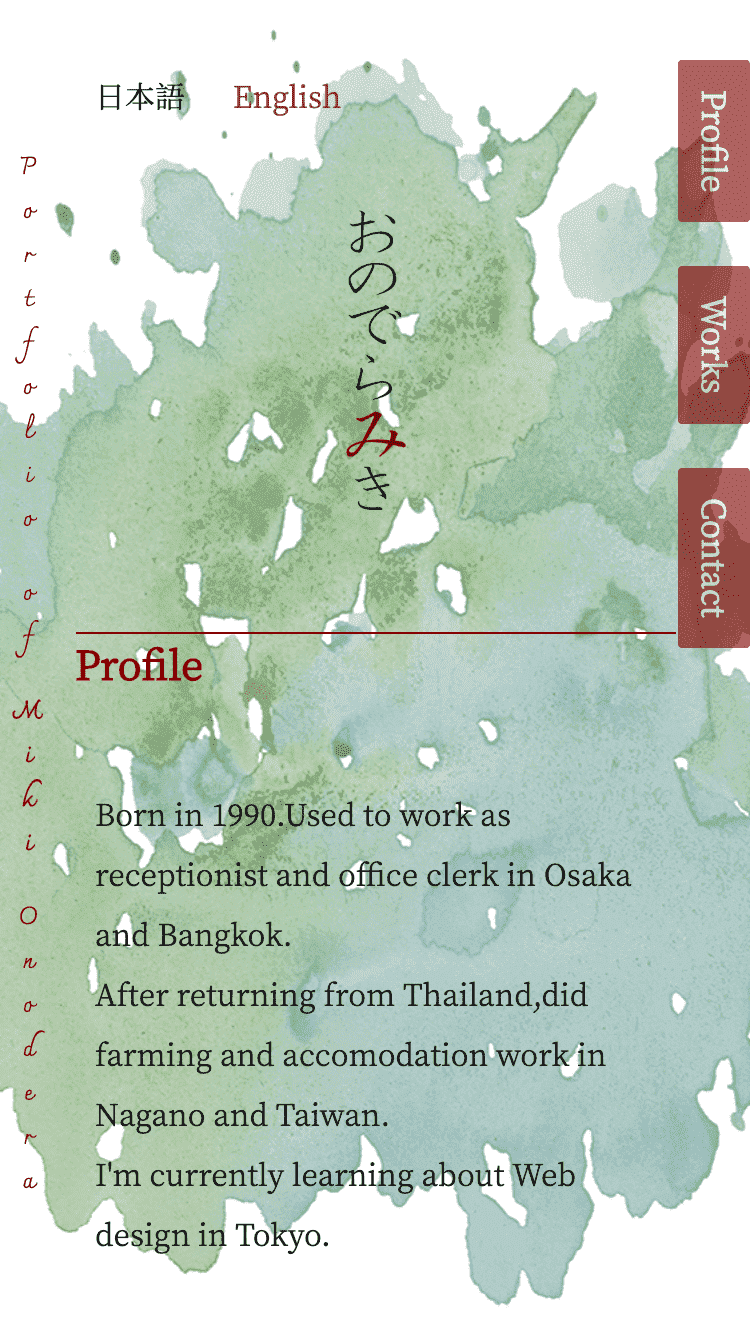 日本語 English
Portfolio of Miki Onodera
おのでらみき
Profile
Works
Contact
Profile
Born in 1990.Used to work as
receptionist and office clerk in Osaka
and Bangkok.
After returning from Thailand,did
farming and accomodation work in
Nagano and Taiwan.
I'm currently learning about Web
design in Tokyo.